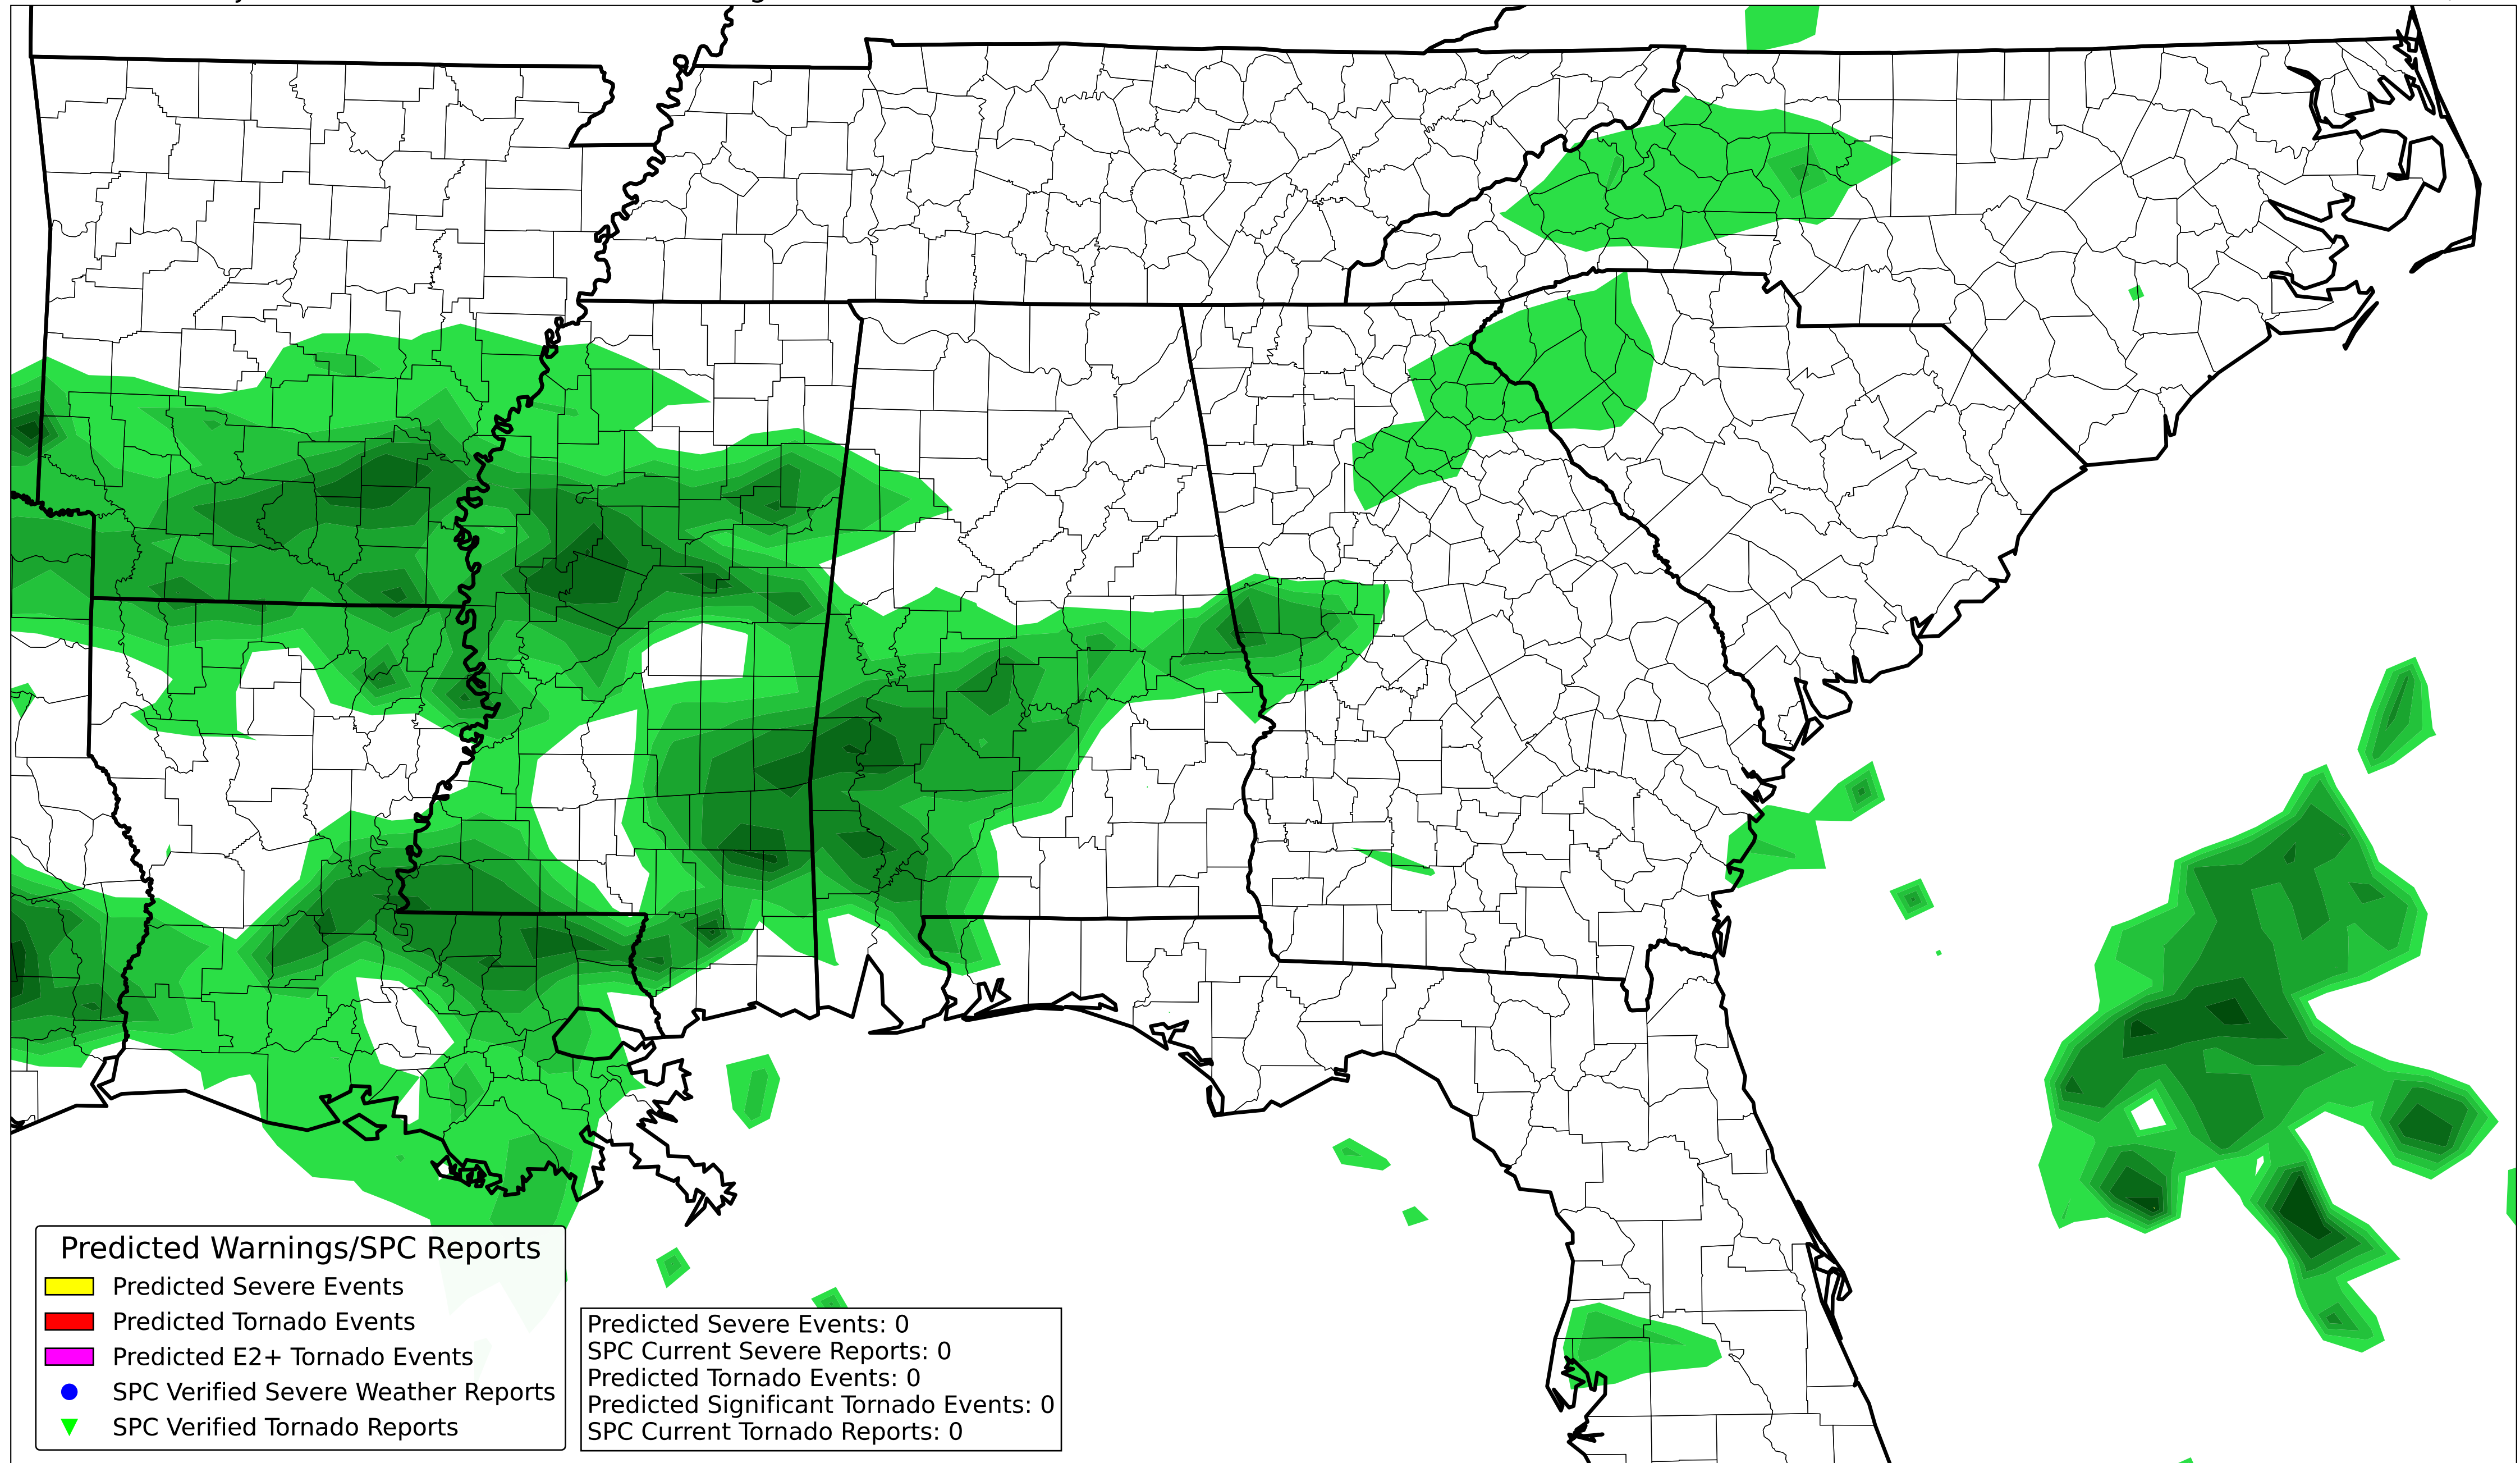 Predicted Warnings/SPC Reports
Predicted Severe Events
Predicted Tornado Events
Predicted E2+ Tornado Events
SPC Verified Severe Weather Reports
SPC Verified Tornado Reports
Predicted Severe Events: 0
SPC Current Severe Reports: 0
Predicted Tornado Events: 0
Predicted Significant Tornado Events: 0
SPC Current Tornado Reports: 0